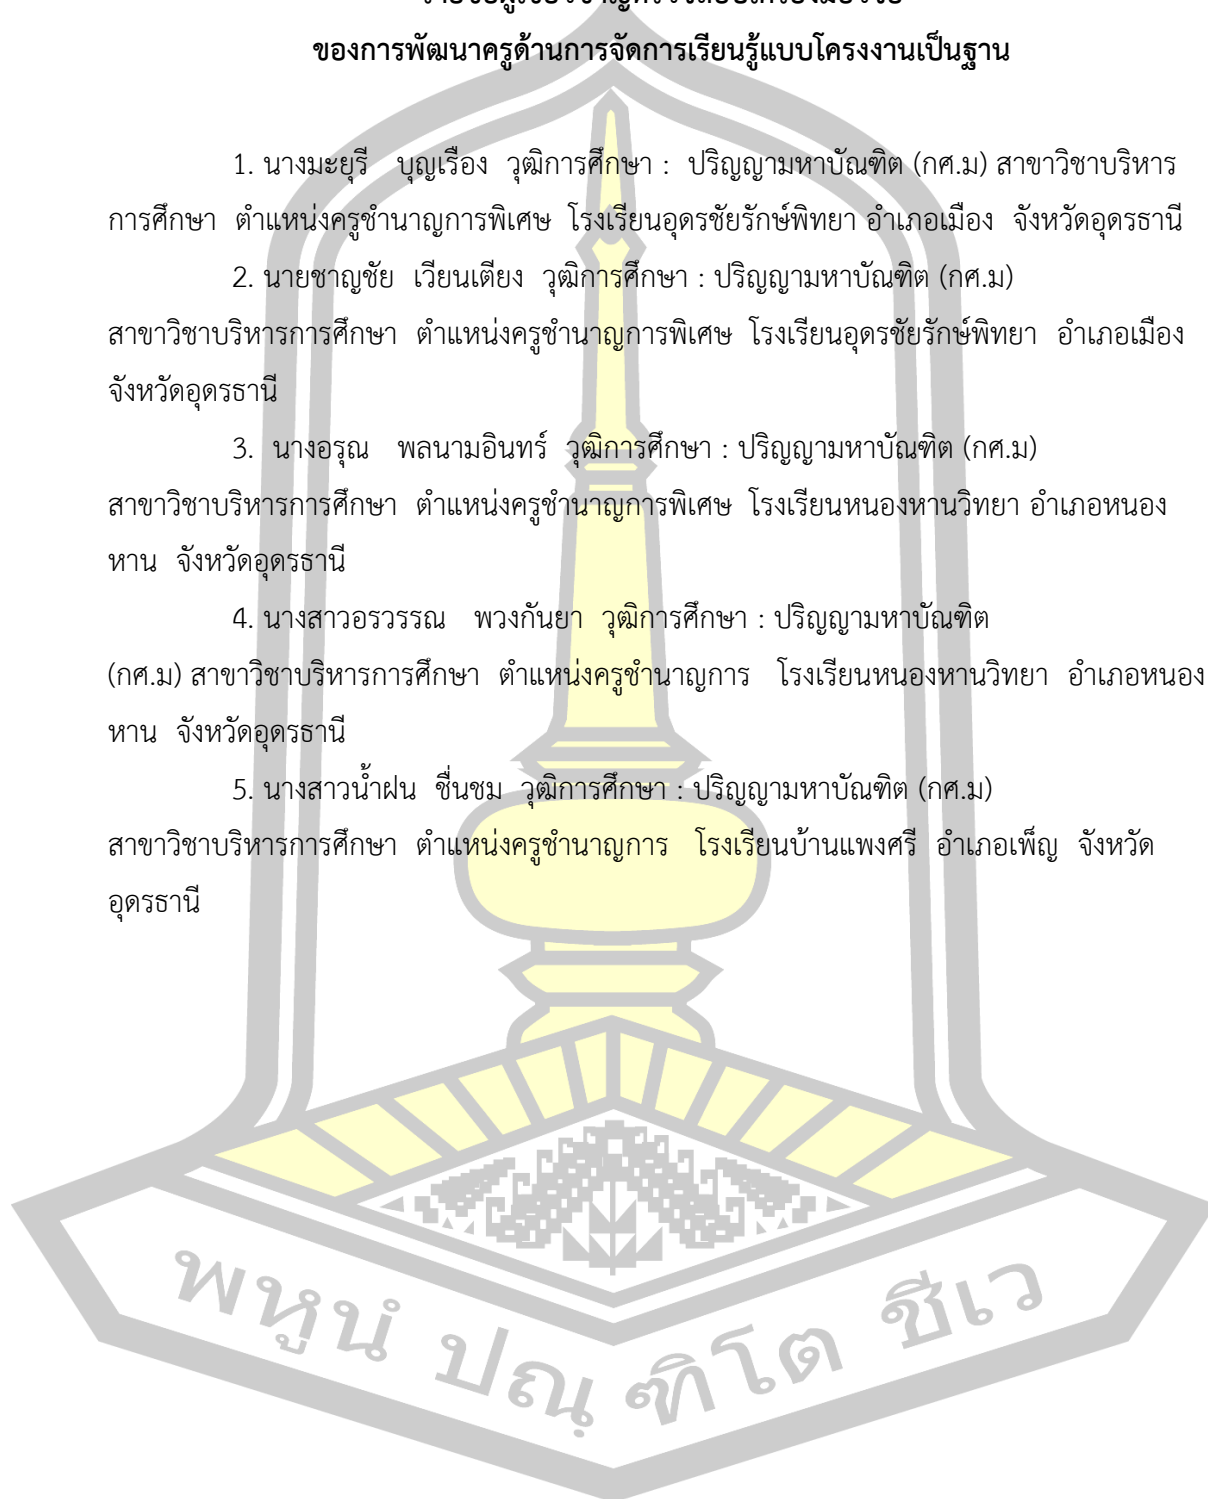 รายชื่อผู้เชี่ยวชาญตรวจสอบเครื่องมือวิจัย
ของการพัฒนาครูด้านการจัดการเรียนรู้แบบโครงงานเป็นฐาน
1. นางมะยุรี บุญเรือง วุฒิการศึกษา : ปริญญามหาบัณฑิต (กศ.ม) สาขาวิชาบริหาร
การศึกษา ตำแหน่งครูชำนาญการพิเศษ โรงเรียนอุดรชัยรักษ์พิทยา อำเภอเมือง จังหวัดอุดรธานี
2. นายชาญชัย เวียนเตียง วุฒิการศึกษา : ปริญญามหาบัณฑิต (กศ.ม)
สาขาวิชาบริหารการศึกษา ตำแหน่งครูชำนาญการพิเศษ โรงเรียนอุดรชัยรักษ์พิทยา อำเภอเมือง
จังหวัดอุดรธานี
3. นางอรุณ พลนามอินทร์ วุฒิการศึกษา : ปริญญามหาบัณฑิต (กศ.ม)
สาขาวิชาบริหารการศึกษา ตำแหน่งครูชำนาญการพิเศษ โรงเรียนหนองหานวิทยา อำเภอหนอง
หาน จังหวัดอุดรธานี
4. นางสาวอรวรรณ พวงกันยา วุฒิการศึกษา : ปริญญามหาบัณฑิต
(กศ.ม) สาขาวิชาบริหารการศึกษา ตำแหน่งครูชำนาญการ โรงเรียนหนองหานวิทยา อำเภอหนอง
หาน จังหวัดอุดรธานี
5. นางสาวน้ำฝน ชื่นชม วุฒิการศึกษา : ปริญญามหาบัณฑิต (กศ.ม)
สาขาวิชาบริหารการศึกษา ตำแหน่งครูชำนาญการ โรงเรียนบ้านแพงศรี อำเภอเพ็ญ จังหวัด
อุดรธานี
พหูนํ ปณฺฑิโต ชีเว